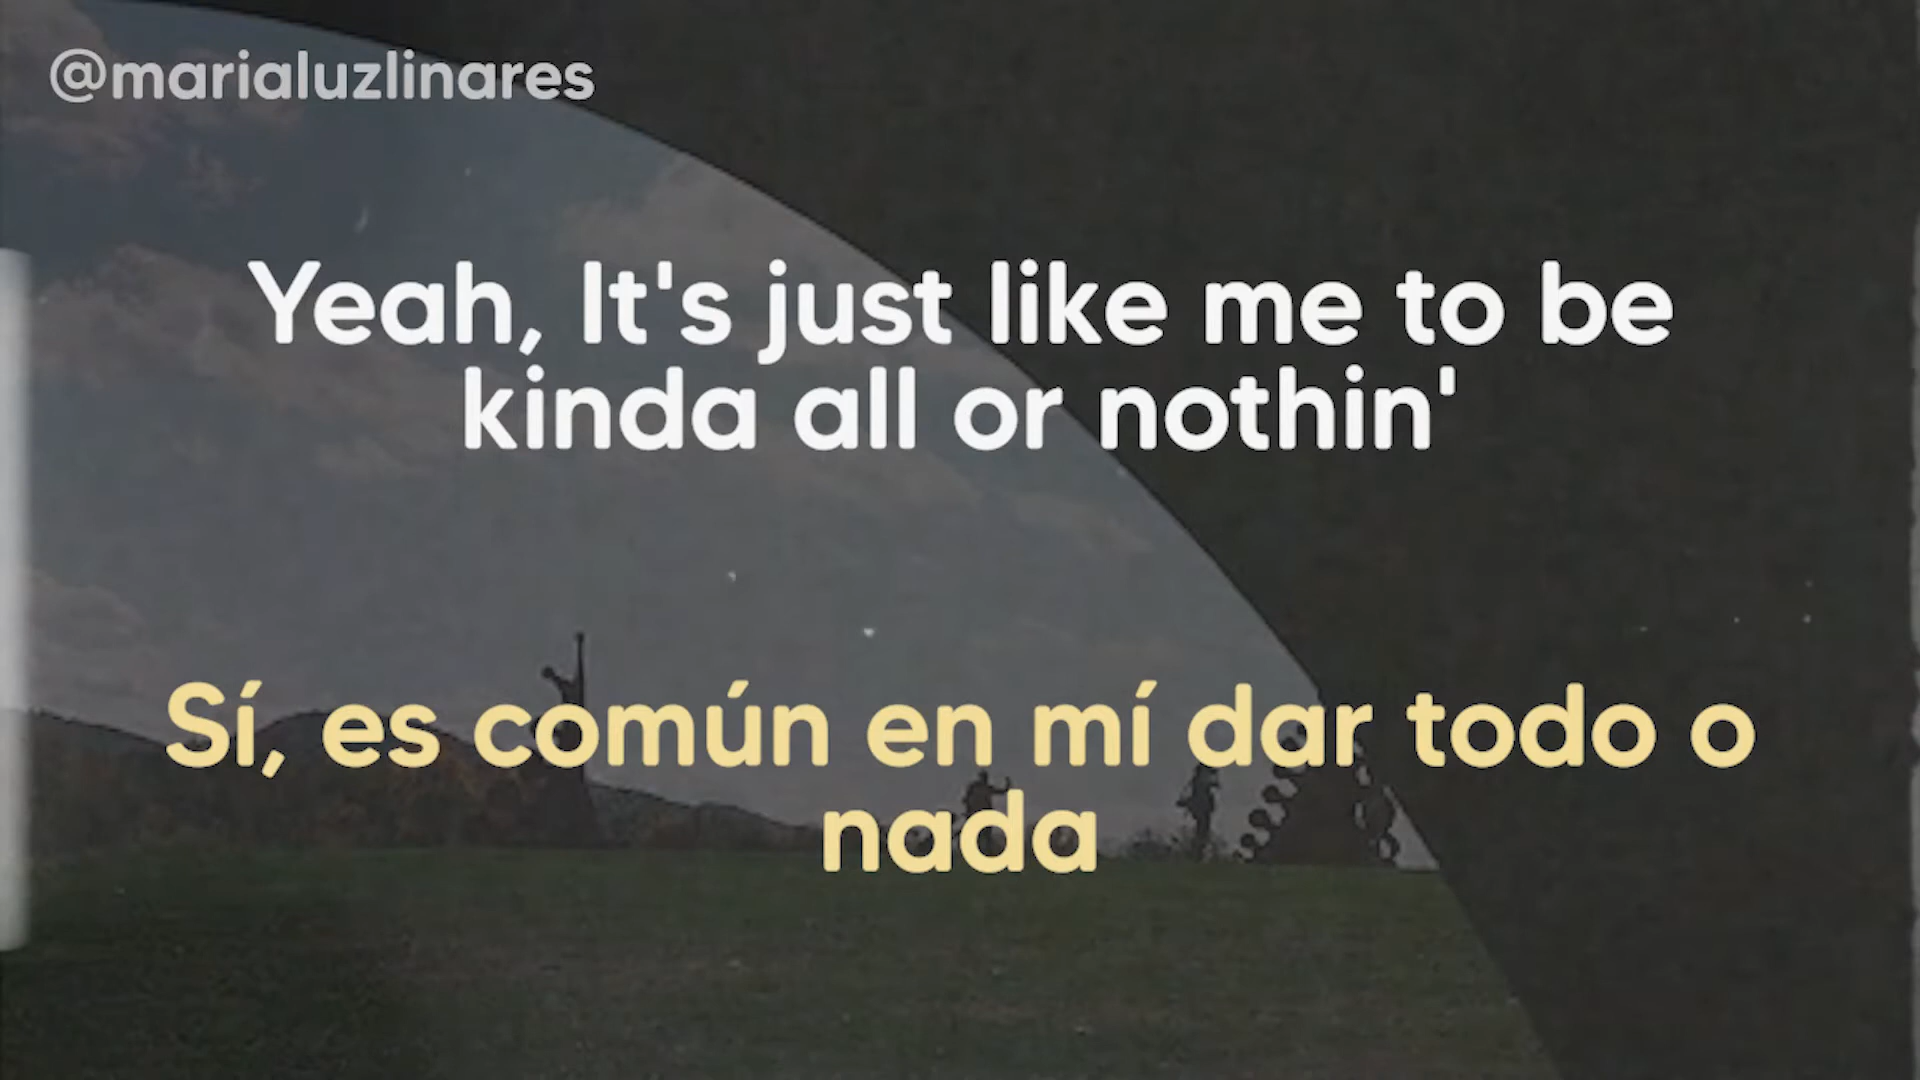 @marialuzlinares
Yeah, It's just like me to be
kinda all or nothin'
Sí, es común en mí dar todo o
nada